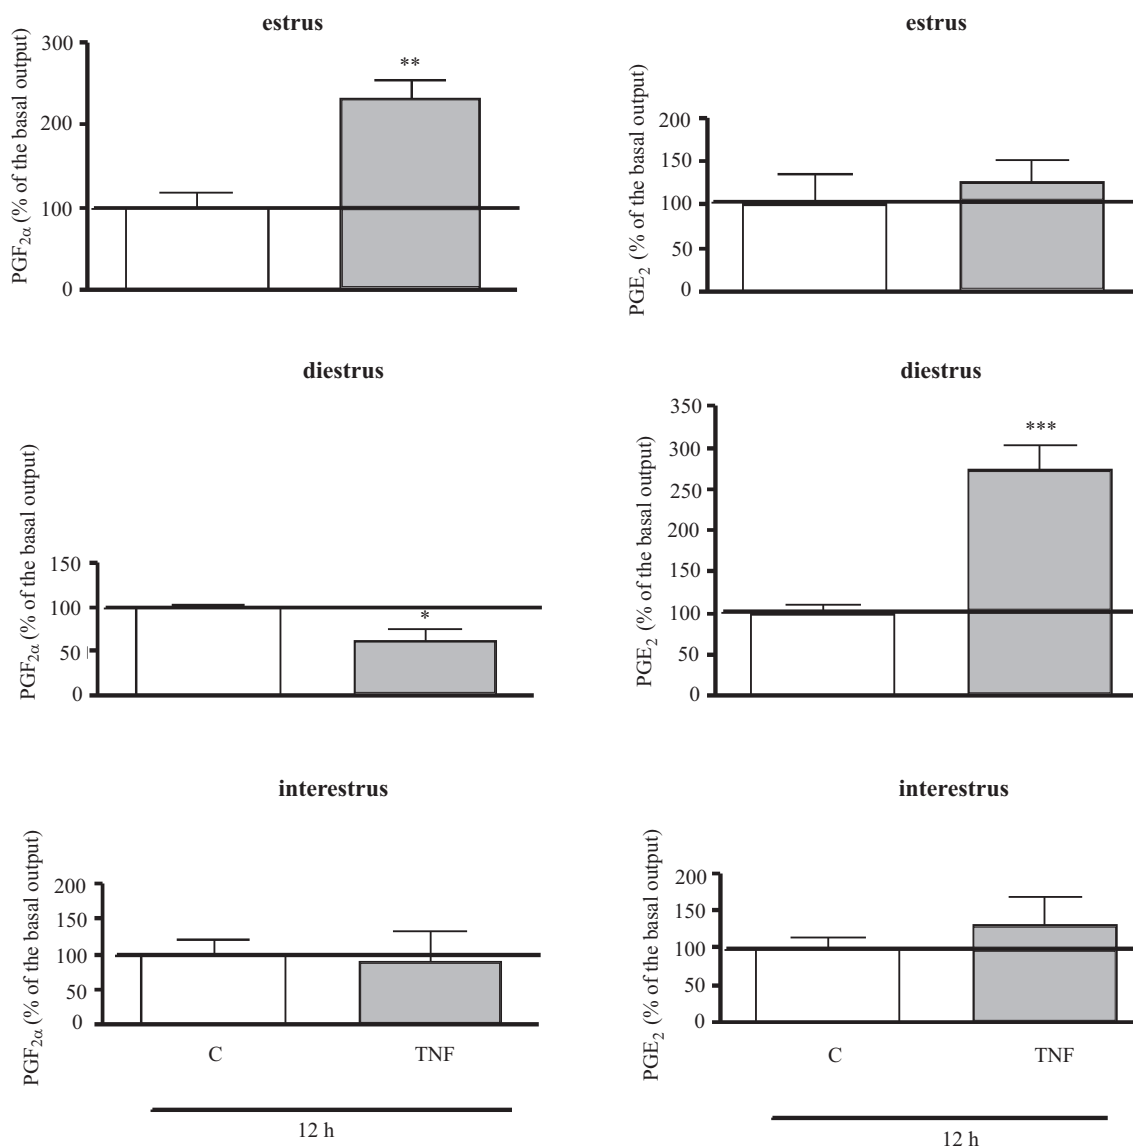 estrus
PGF2α (% of the basal output)
300
200
100
0
**
estrus
PGE2 (% of the basal output)
200
150
100
50
0
diestrus
PGF2α (% of the basal output)
150
100
50
0
*
diestrus
PGE2 (% of the basal output)
350
300
250
200
150
100
50
0
***
interestrus
PGF2α (% of the basal output)
200
150
100
50
0
C TNF
12 h
interestrus
PGE2 (% of the basal output)
200
150
100
50
0
C TNF
12 h